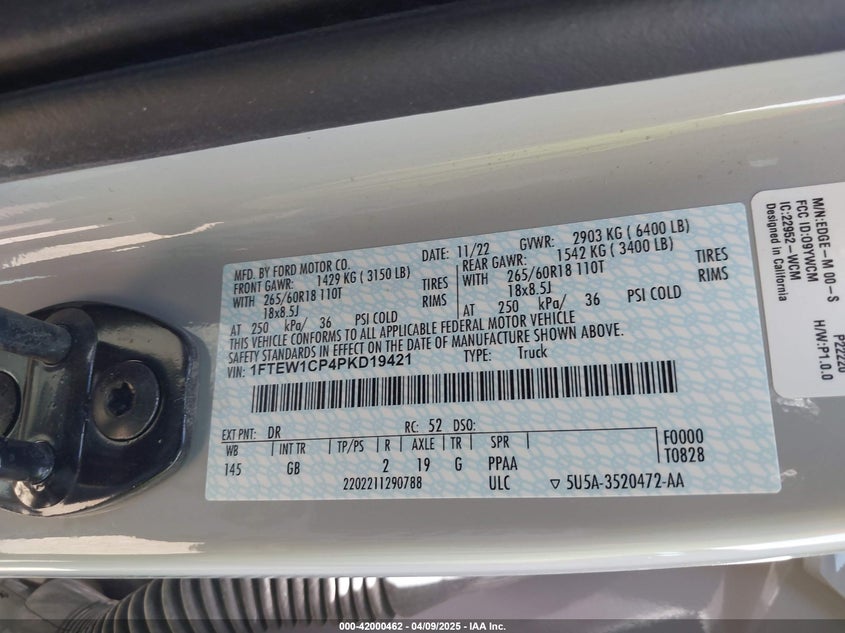 MFD. BY FORD MOTOR CO.
DATE: 11/22 GVWR: 2903 KG ( 6400 LB)
FRONT GAWR: 1429 KG ( 3150 LB)
REAR GAWR: 1542 KG ( 3400 LB)
WITH 265/60R18 110T TIRES
18x8.5J RIMS
AT 250 kPa/ 36 PSI COLD
WITH 265/60R18 110T TIRES
18x8.5J RIMS
AT 250 kPa/ 36 PSI COLD
THIS VEHICLE CONFORMS TO ALL APPLICABLE FEDERAL MOTOR VEHICLE
SAFETY STANDARDS IN EFFECT ON THE DATE OF MANUFACTURE SHOWN ABOVE.
VIN: 1FTEW1CP4PKD19421 TYPE: Truck
EXT PNT: DR RC: 52 DSO:
WB INT TR TP/PS R AXLE TR SPR
145 GB 2 19 G PPAA
F0000
T0828
2202211290788 ULC ▽ 5U5A-3520472-AA
M/N:EDGE-M 00-S
FCC ID:O9YWCM
IC:22952-WCM
Designed in California
P22220
H/W:P1.0.0
000-42000462 - 04/09/2025 - IAA Inc.